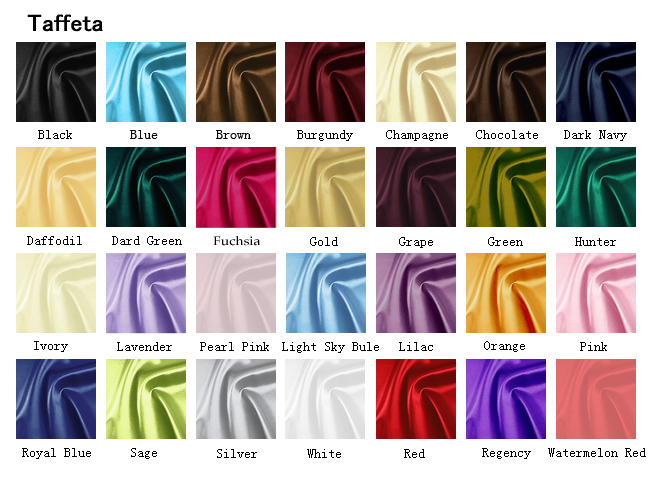 Taffeta
Black Blue Brown Burgundy Champagne Chocolate Dark Navy
Daffodil Dard Green Fuchsia Gold Grape Green Hunter
Ivory Lavender Pearl Pink Light Sky Bule Lilac Orange Pink
Royal Blue Sage Silver White Red Regency Watermelon Red